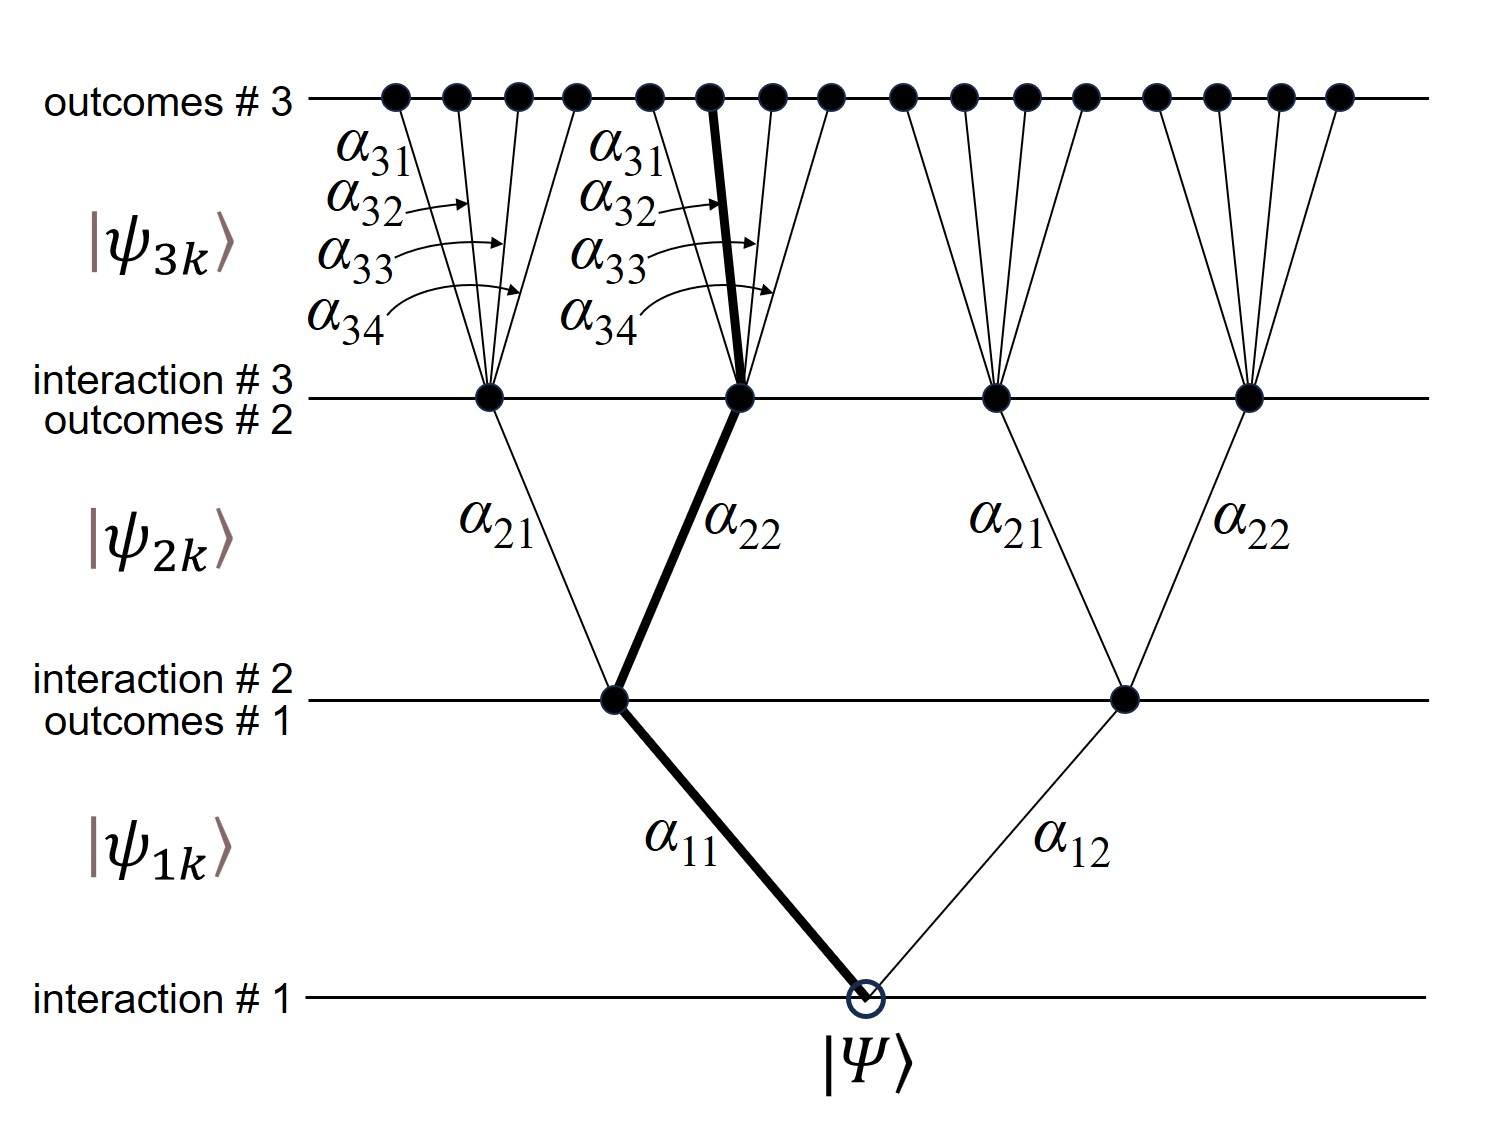 outcomes # 3
α31 α31
α32 α32
|ψ3k⟩
α33 α33
α34 α34
interaction # 3
outcomes # 2
α21 α22 α21 α22
|ψ2k⟩
interaction # 2
outcomes # 1
α11 α12
|ψ1k⟩
interaction # 1
|Ψ⟩